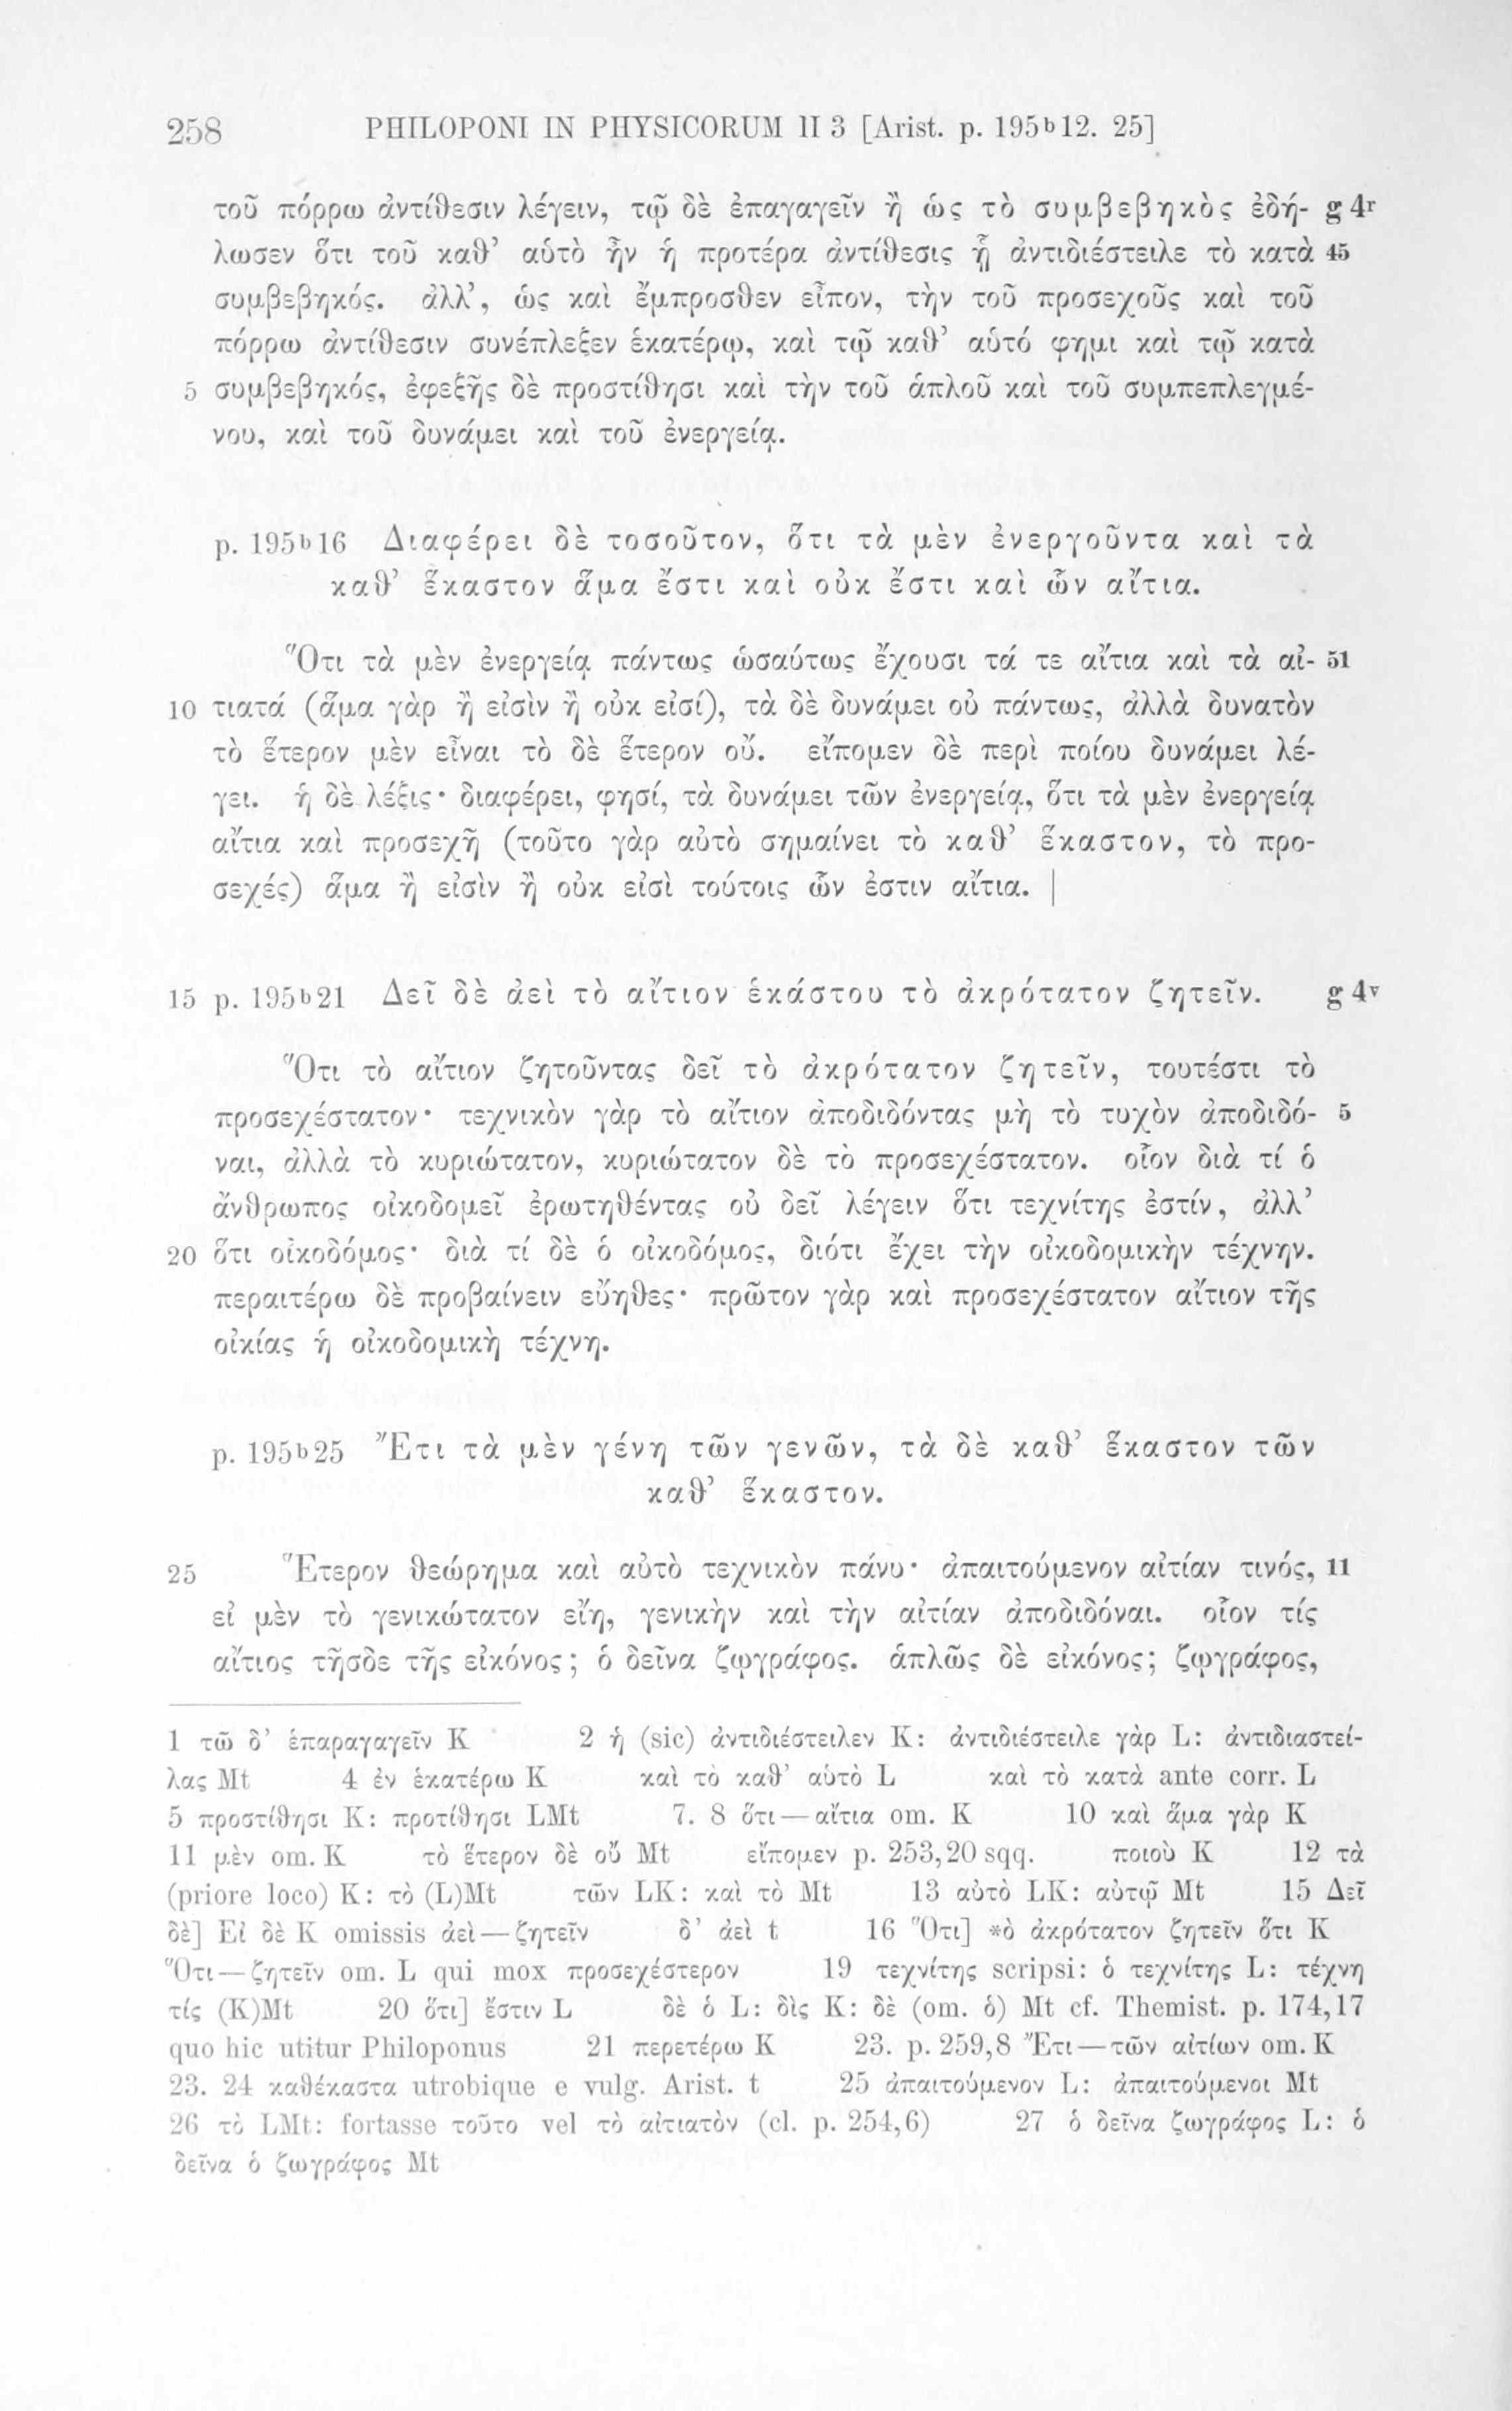 258 PHILOPONI IN PHYSICORUM II 3 [Arist. p. 195ᵇ12. 25]
τοῦ πόρρω ἀντίθεσιν λέγειν, τῷ δὲ ἐπαγαγεῖν ἢ ὡς τὸ συμβεβηκὸς ἐδή- g 4ʳ
λωσεν ὅτι τοῦ καθ’ αὑτὸ ἦν ἡ προτέρα ἀντίθεσις ᾗ ἀντιδιέστειλε τὸ κατὰ 45
συμβεβηκός. ἀλλ’, ὡς καὶ ἔμπροσθεν εἶπον, τὴν τοῦ προσεχοῦς καὶ τοῦ
πόρρω ἀντίθεσιν συνέπλεξεν ἑκατέρῳ, καὶ τῷ καθ’ αὑτό φημι καὶ τῷ κατὰ
5 συμβεβηκός, ἐφεξῆς δὲ προστίθησι καὶ τὴν τοῦ ἁπλοῦ καὶ τοῦ συμπεπλεγμέ-
νου, καὶ τοῦ δυνάμει καὶ τοῦ ἐνεργείᾳ.
p. 195ᵇ16 Διαφέρει δὲ τοσοῦτον, ὅτι τὰ μὲν ἐνεργοῦντα καὶ τὰ
καθ’ ἕκαστον ἅμα ἔστι καὶ οὐκ ἔστι καὶ ὧν αἴτια.
Ὅτι τὰ μὲν ἐνεργείᾳ πάντως ὡσαύτως ἔχουσι τά τε αἴτια καὶ τὰ αἰ- 51
10 τιατά (ἅμα γὰρ ἢ εἰσὶν ἢ οὐκ εἰσί), τὰ δὲ δυνάμει οὐ πάντως, ἀλλὰ δυνατὸν
τὸ ἕτερον μὲν εἶναι τὸ δὲ ἕτερον οὔ. εἴπομεν δὲ περὶ ποίου δυνάμει λέ-
γει. ἡ δὲ λέξις· διαφέρει, φησί, τὰ δυνάμει τῶν ἐνεργείᾳ, ὅτι τὰ μὲν ἐνεργείᾳ
αἴτια καὶ προσεχῆ (τοῦτο γὰρ αὐτὸ σημαίνει τὸ καθ’ ἕκαστον, τὸ προ-
σεχές) ἅμα ἢ εἰσὶν ἢ οὐκ εἰσὶ τούτοις ὧν ἐστιν αἴτια. |
15 p. 195ᵇ21 Δεῖ δὲ ἀεὶ τὸ αἴτιον ἑκάστου τὸ ἀκρότατον ζητεῖν. g 4ᵛ
Ὅτι τὸ αἴτιον ζητοῦντας δεῖ τὸ ἀκρότατον ζητεῖν, τουτέστι τὸ
προσεχέστατον· τεχνικὸν γὰρ τὸ αἴτιον ἀποδιδόντας μὴ τὸ τυχὸν ἀποδιδό- 5
ναι, ἀλλὰ τὸ κυριώτατον, κυριώτατον δὲ τὸ προσεχέστατον. οἷον διὰ τί ὁ
ἄνθρωπος οἰκοδομεῖ ἐρωτηθέντας οὐ δεῖ λέγειν ὅτι τεχνίτης ἐστίν, ἀλλ’
20 ὅτι οἰκοδόμος· διὰ τί δὲ ὁ οἰκοδόμος, διότι ἔχει τὴν οἰκοδομικὴν τέχνην.
περαιτέρω δὲ προβαίνειν εὔηθες· πρῶτον γὰρ καὶ προσεχέστατον αἴτιον τῆς
οἰκίας ἡ οἰκοδομικὴ τέχνη.
p. 195ᵇ25 Ἔτι τὰ μὲν γένη τῶν γενῶν, τὰ δὲ καθ’ ἕκαστον τῶν
καθ’ ἕκαστον.
25 Ἕτερον θεώρημα καὶ αὐτὸ τεχνικὸν πάνυ· ἀπαιτούμενον αἰτίαν τινός, 11
εἰ μὲν τὸ γενικώτατον εἴη, γενικὴν καὶ τὴν αἰτίαν ἀποδιδόναι. οἷον τίς
αἴτιος τῆσδε τῆς εἰκόνος; ὁ δεῖνα ζωγράφος. ἁπλῶς δὲ εἰκόνος; ζωγράφος,
1 τῶ δ’ ἐπαραγαγεῖν K 2 ἡ (sic) ἀντιδιέστειλεν K: ἀντιδιέστειλε γὰρ L: ἀντιδιαστεί-
λας Mt 4 ἐν ἑκατέρω K καὶ τὸ καθ’ αὑτὸ L καὶ τὸ κατὰ ante corr. L
5 προστίθησι K: προτίθησι LMt 7. 8 ὅτι—αἴτια om. K 10 καὶ ἅμα γὰρ K
11 μὲν om. K τὸ ἕτερον δὲ οὔ Mt εἴπομεν p. 253,20 sqq. ποιοὺ K 12 τὰ
(priore loco) K: τὸ (L)Mt τῶν LK: καὶ τὸ Mt 13 αὐτὸ LK: αὐτῷ Mt 15 Δεῖ
δὲ] Εἰ δὲ K omissis ἀεὶ—ζητεῖν δ’ ἀεὶ t 16 Ὅτι] *ὸ ἀκρότατον ζητεῖν ὅτι K
Ὅτι—ζητεῖν om. L qui mox προσεχέστερον 19 τεχνίτης scripsi: ὁ τεχνίτης L: τέχνη
τίς (K)Mt 20 ὅτι] ἔστιν L δὲ ὁ L: δὶς K: δὲ (om. ὁ) Mt cf. Themist. p. 174,17
quo hic utitur Philoponus 21 περετέρω K 23. p. 259,8 Ἔτι—τῶν αἰτίων om. K
23. 24 καθέκαστα utrobique e vulg. Arist. t 25 ἀπαιτούμενον L: ἀπαιτούμενοι Mt
26 τὸ LMt: fortasse τοῦτο vel τὸ αἰτιατὸν (cl. p. 254,6) 27 ὁ δεῖνα ζωγράφος L: ὁ
δεῖνα ὁ ζωγράφος Mt